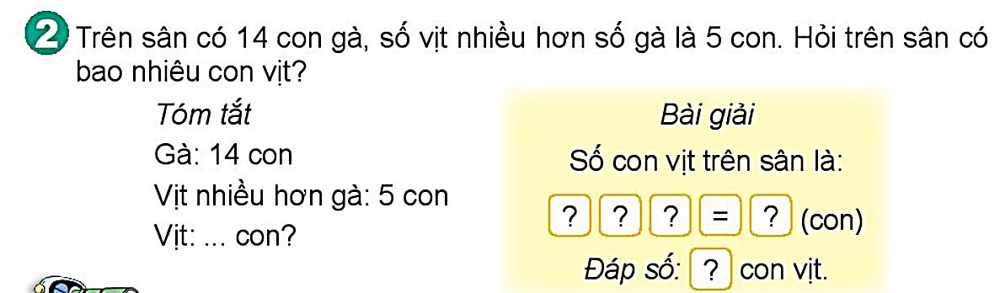 2 Trên sân có 14 con gà, số vịt nhiều hơn số gà là 5 con. Hỏi trên sân có
bao nhiêu con vịt?
Tóm tắt
Gà: 14 con
Vịt nhiều hơn gà: 5 con
Vịt: ... con?
Bài giải
Số con vịt trên sân là:
? ? ? = ? (con)
Đáp số: ? con vịt.